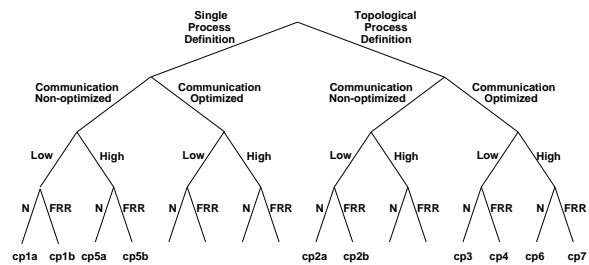 Single Process Definition
Topological Process Definition
Communication Non-optimized
Communication Optimized
Communication Non-optimized
Communication Optimized
Low High Low High Low High Low High
N FRR N FRR N FRR N FRR N FRR N FRR N FRR N FRR
cp1a cp1b cp5a cp5b cp2a cp2b cp3 cp4 cp6 cp7